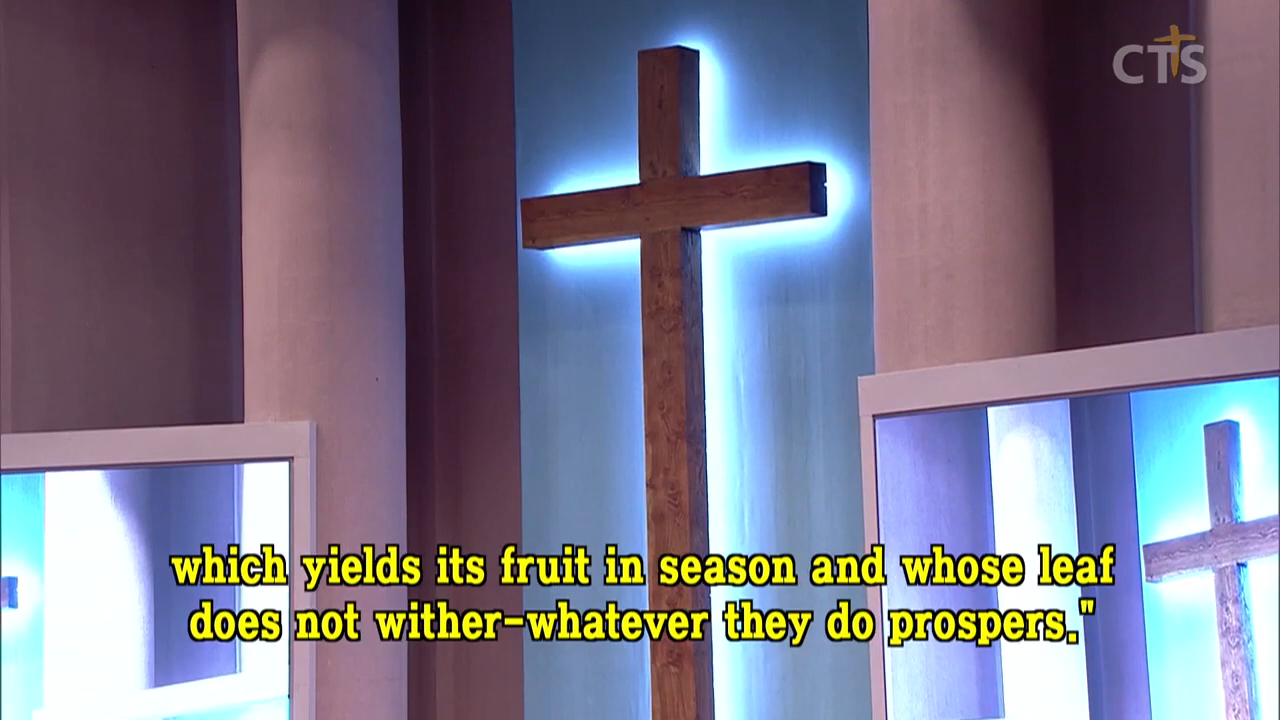 CTS
which yields its fruit in season and whose leaf
does not wither-whatever they do prospers."